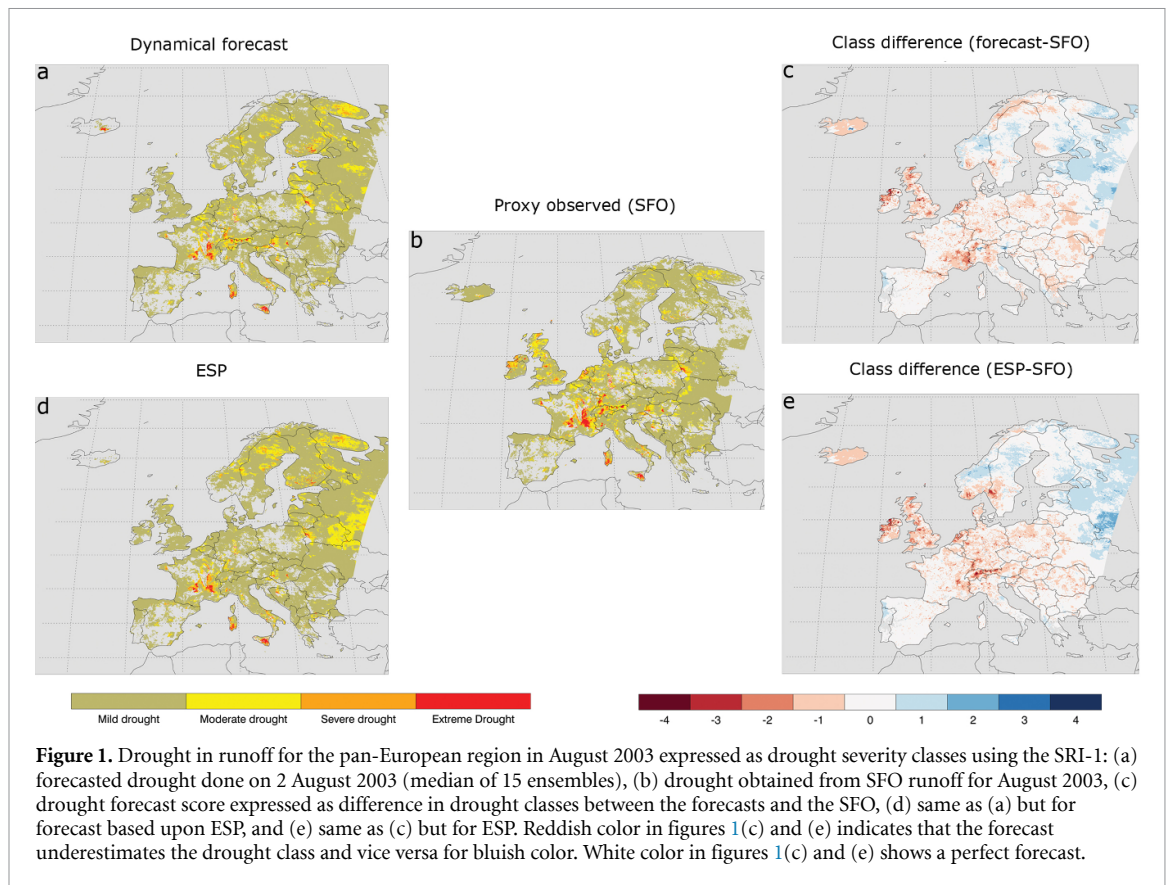 Dynamical forecast
a
Class difference (forecast-SFO)
c
Proxy observed (SFO)
b
ESP
d
Class difference (ESP-SFO)
e
Mild drought Moderate drought Severe drought Extreme Drought
-4 -3 -2 -1 0 1 2 3 4
Figure 1. Drought in runoff for the pan-European region in August 2003 expressed as drought severity classes using the SRI-1: (a)
forecasted drought done on 2 August 2003 (median of 15 ensembles), (b) drought obtained from SFO runoff for August 2003, (c)
drought forecast score expressed as difference in drought classes between the forecasts and the SFO, (d) same as (a) but for
forecast based upon ESP, and (e) same as (c) but for ESP. Reddish color in figures 1(c) and (e) indicates that the forecast
underestimates the drought class and vice versa for bluish color. White color in figures 1(c) and (e) shows a perfect forecast.